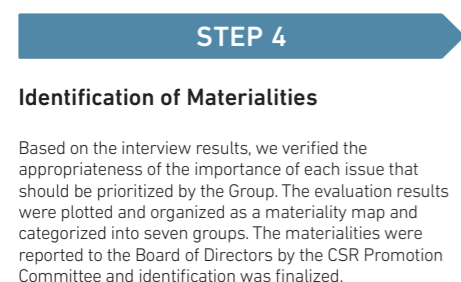 STEP 4
Identification of Materialities
Based on the interview results, we verified the
appropriateness of the importance of each issue that
should be prioritized by the Group. The evaluation results
were plotted and organized as a materiality map and
categorized into seven groups. The materialities were
reported to the Board of Directors by the CSR Promotion
Committee and identification was finalized.